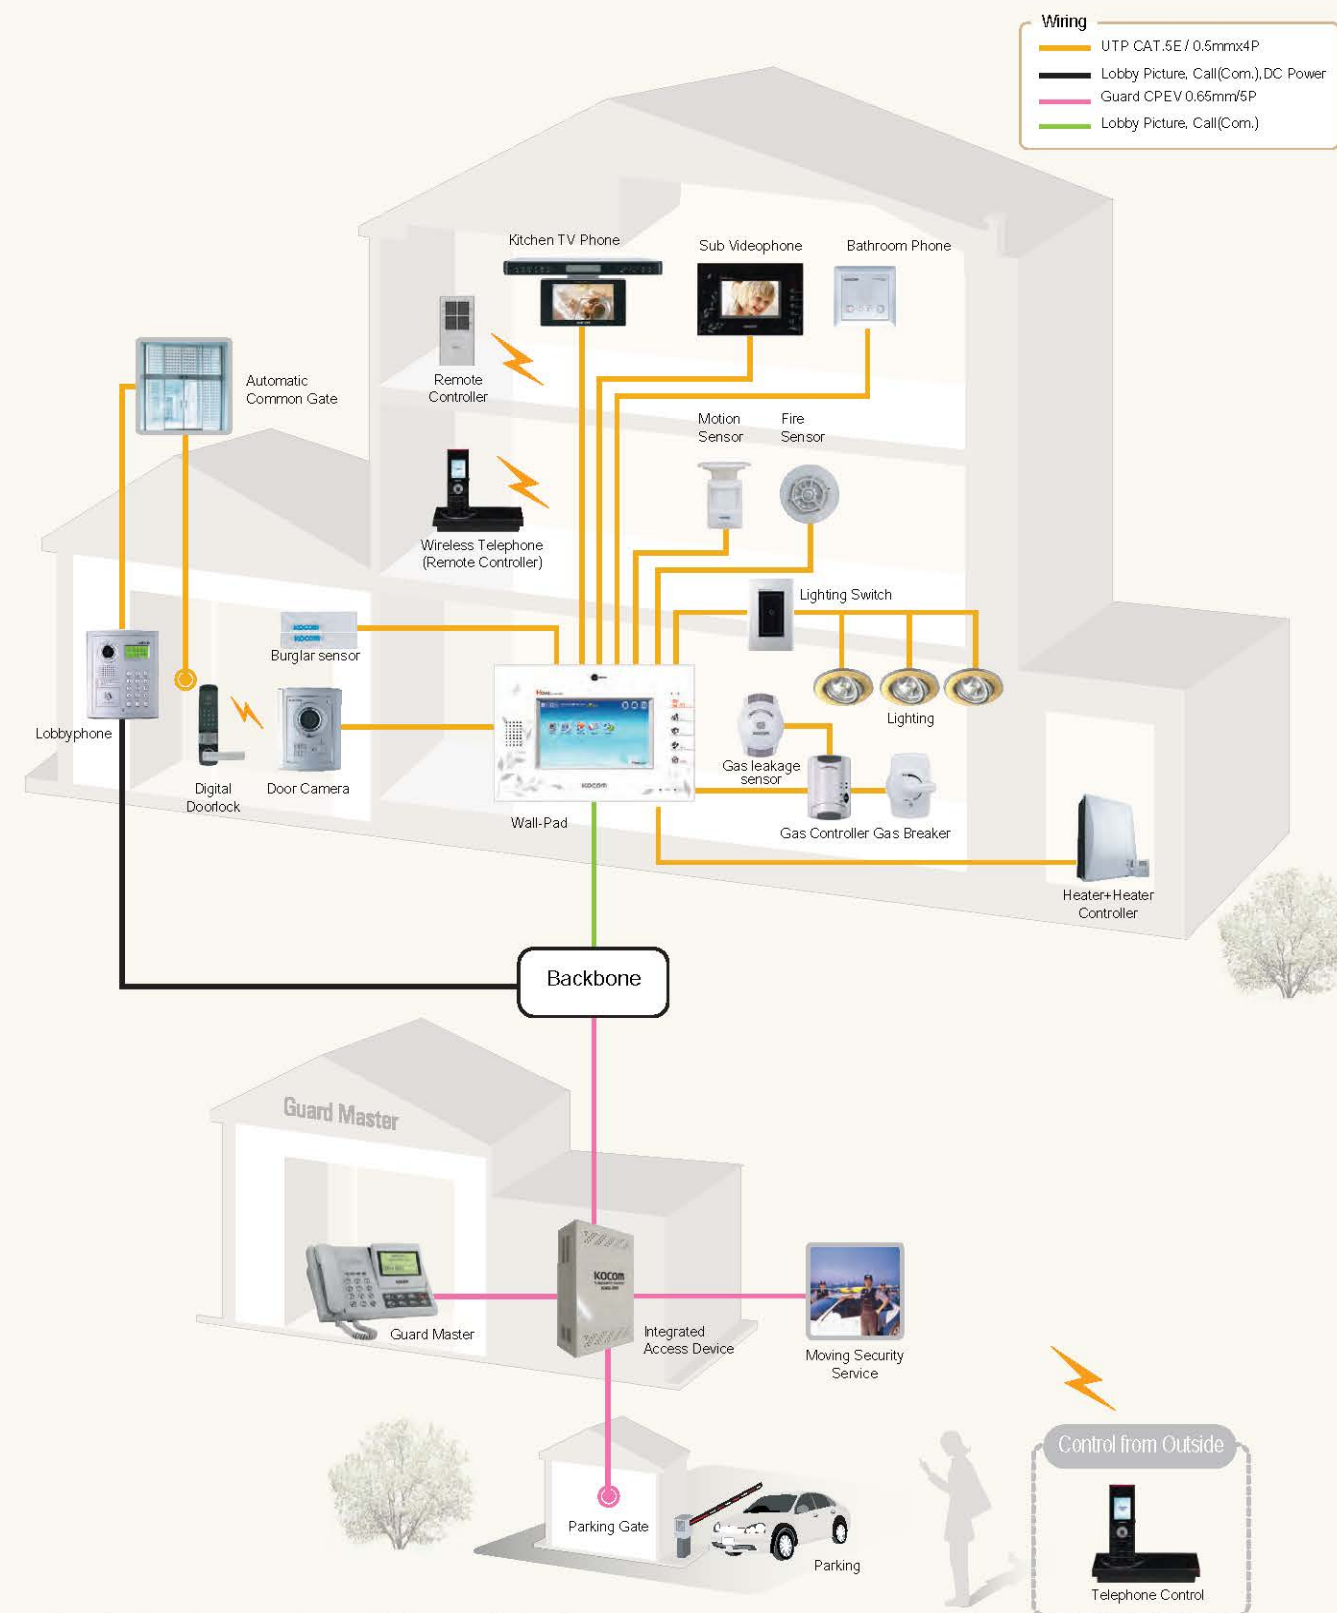 Wiring
UTP CAT.5E / 0.5mmx4P
Lobby Picture, Call(Com.),DC Power
Guard CPEV 0.65mm/5P
Lobby Picture, Call(Com.)
Kitchen TV Phone
Sub Videophone
Bathroom Phone
Remote
Controller
Automatic
Common Gate
Motion
Sensor
Fire
Sensor
Wireless Telephone
(Remote Controller)
Lighting Switch
KOCOM
KOCOM
Burglar sensor
Lighting
Lobbyphone
Gas leakage
sensor
Digital
Doorlock
Door Camera
KOCOM
Wall-Pad
Gas Controller
Gas Breaker
Heater+Heater
Controller
Backbone
Guard Master
KOCOM
Guard Master
Integrated
Access Device
Moving Security
Service
Control from Outside
Parking Gate
Parking
Telephone Control